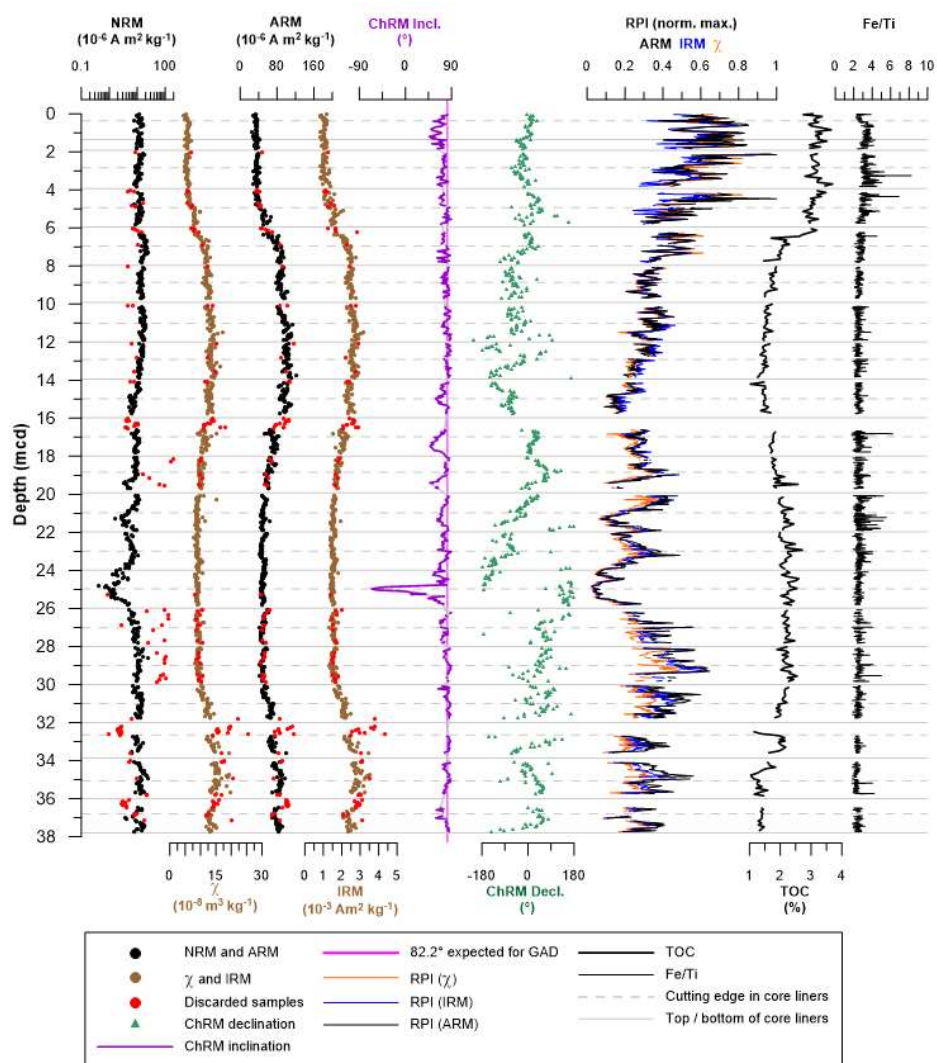 NRM
(10⁻⁶ A m² kg⁻¹)
ARM
(10⁻⁶ A m² kg⁻¹)
ChRM Incl.
(°)
RPI (norm. max.)
ARM IRM χ
Fe/Ti
0.1 100
0 80 160
-90 0 90
0 0.2 0.4 0.6 0.8 1
0 2 4 6 8 10
Depth (mcd)
0
2
4
6
8
10
12
14
16
18
20
22
24
26
28
30
32
34
36
38
0 15 30
χ
(10⁻⁸ m³ kg⁻¹)
0 1 2 3 4 5
IRM
(10⁻³ Am² kg⁻¹)
-180 0 180
ChRM Decl.
(°)
1 2 3 4
TOC
(%)
NRM and ARM
χ and IRM
Discarded samples
ChRM declination
ChRM inclination
82.2° expected for GAD
RPI (χ)
RPI (IRM)
RPI (ARM)
TOC
Fe/Ti
Cutting edge in core liners
Top / bottom of core liners